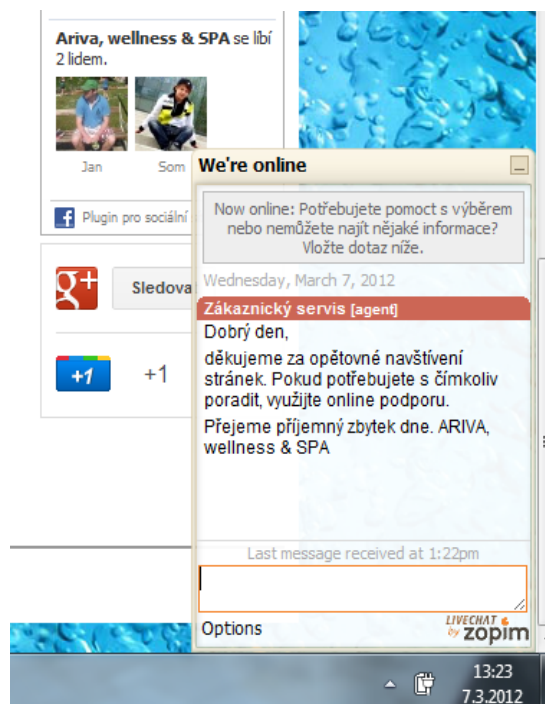 Ariva, wellness & SPA se líbí
2 lidem.
Jan
Som
Plugin pro sociální
g+
Sledova
+1
+1
We're online
Now online: Potřebujete pomoct s výběrem
nebo nemůžete najít nějaké informace?
Vložte dotaz níže.
Wednesday, March 7, 2012
Zákaznický servis [agent]
Dobrý den,
děkujeme za opětovné navštívení
stránek. Pokud potřebujete s čímkoliv
poradit, využijte online podporu.
Přejeme příjemný zbytek dne. ARIVA,
wellness & SPA
Last message received at 1:22pm
Options
LIVECHAT
by zopim
13:23
7.3.2012